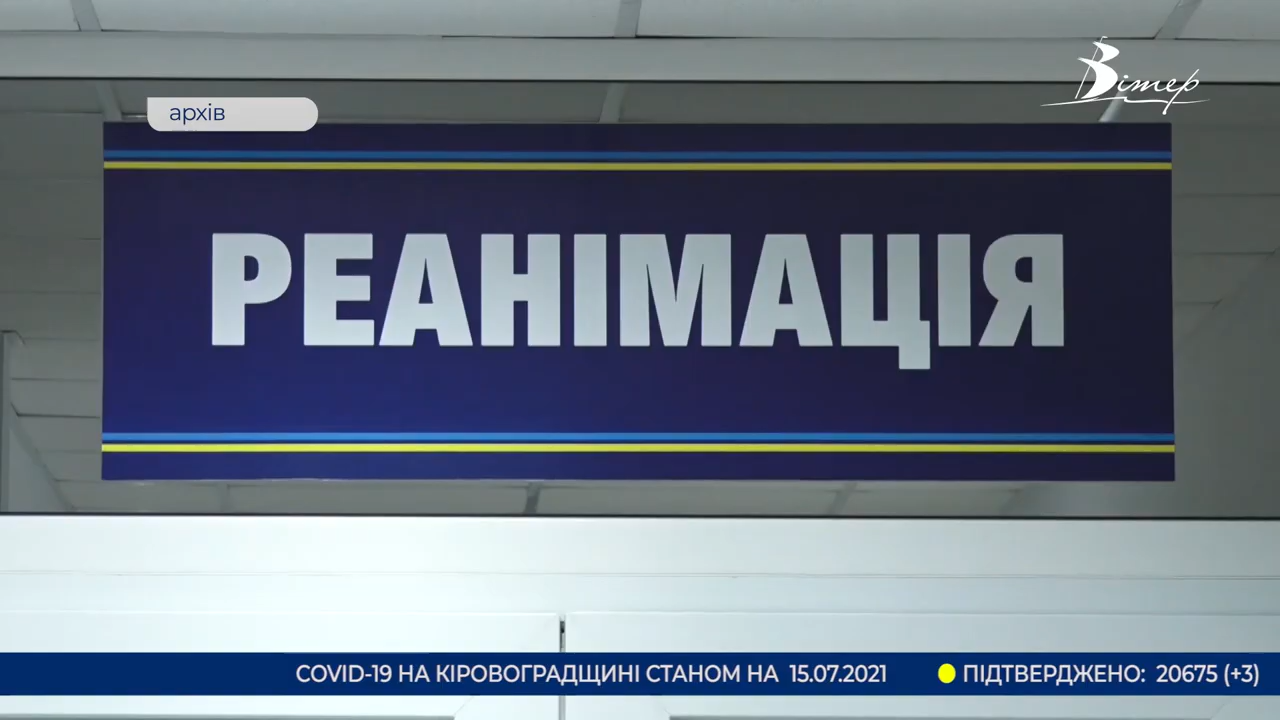 Вітер
архів
РЕАНІМАЦІЯ
COVID-19 НА КІРОВОГРАДЩИНІ СТАНОМ НА 15.07.2021 ПІДТВЕРДЖЕНО: 20675 (+3)